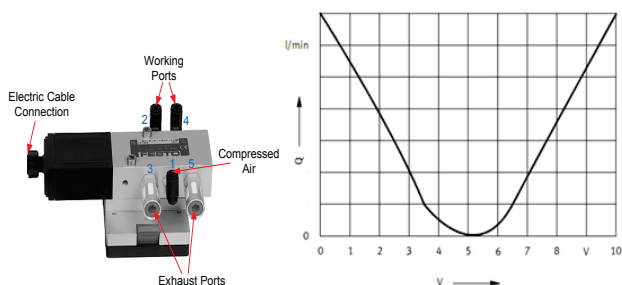 Working
Ports
Electric Cable
Connection
2
4
FESTO
Compressed
Air
3 1 5
Exhaust Ports
l/min
Q
0
0 1 2 3 4 5 6 7 8 V 10
V